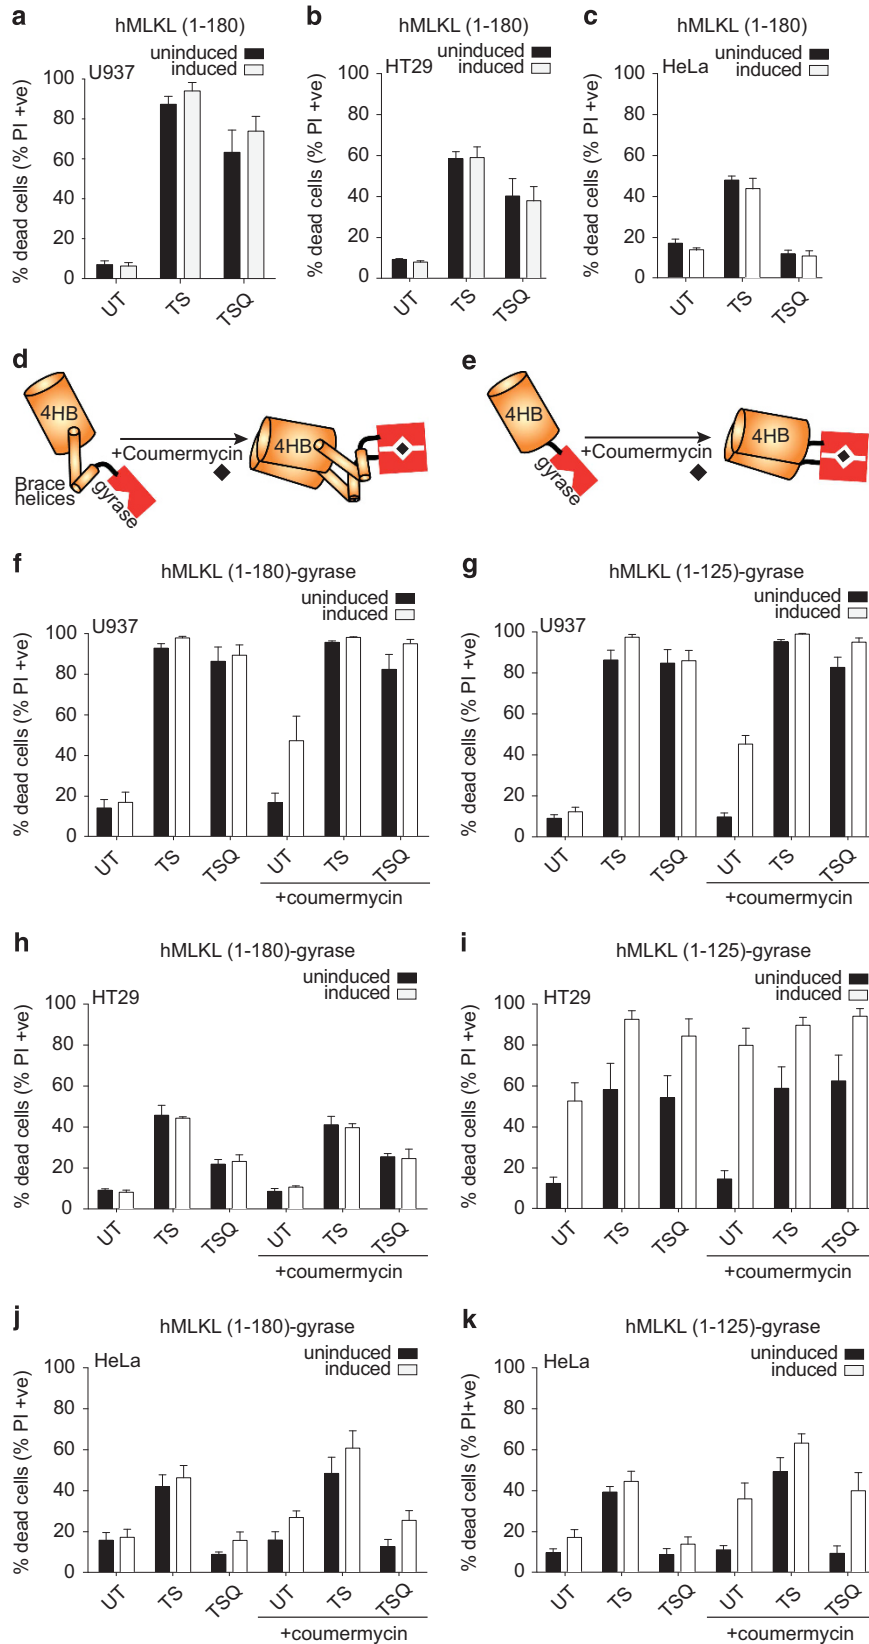 a
hMLKL (1-180)
uninduced
induced
U937
% dead cells (% PI +ve)
100
80
60
40
20
0
UT
TS
TSQ
b
hMLKL (1-180)
uninduced
induced
HT29
% dead cells (% PI +ve)
100
80
60
40
20
0
UT
TS
TSQ
c
hMLKL (1-180)
uninduced
induced
HeLa
% dead cells (% PI +ve)
100
80
60
40
20
0
UT
TS
TSQ
d
4HB
Brace
helices
gyrase
+Coumermycin
4HB
e
4HB
gyrase
+Coumermycin
4HB
f
hMLKL (1-180)-gyrase
uninduced
induced
U937
% dead cells (% PI +ve)
100
80
60
40
20
0
UT
TS
TSQ
UT
TS
TSQ
+coumermycin
g
hMLKL (1-125)-gyrase
uninduced
induced
U937
% dead cells (% PI +ve)
100
80
60
40
20
0
UT
TS
TSQ
UT
TS
TSQ
+coumermycin
h
hMLKL (1-180)-gyrase
uninduced
induced
HT29
% dead cells (% PI +ve)
100
80
60
40
20
0
UT
TS
TSQ
UT
TS
TSQ
+coumermycin
i
hMLKL (1-125)-gyrase
uninduced
induced
HT29
% dead cells (% PI +ve)
100
80
60
40
20
0
UT
TS
TSQ
UT
TS
TSQ
+coumermycin
j
hMLKL (1-180)-gyrase
uninduced
induced
HeLa
% dead cells (% PI +ve)
100
80
60
40
20
0
UT
TS
TSQ
UT
TS
TSQ
+coumermycin
k
hMLKL (1-125)-gyrase
uninduced
induced
HeLa
% dead cells (% PI+ve)
100
80
60
40
20
0
UT
TS
TSQ
UT
TS
TSQ
+coumermycin